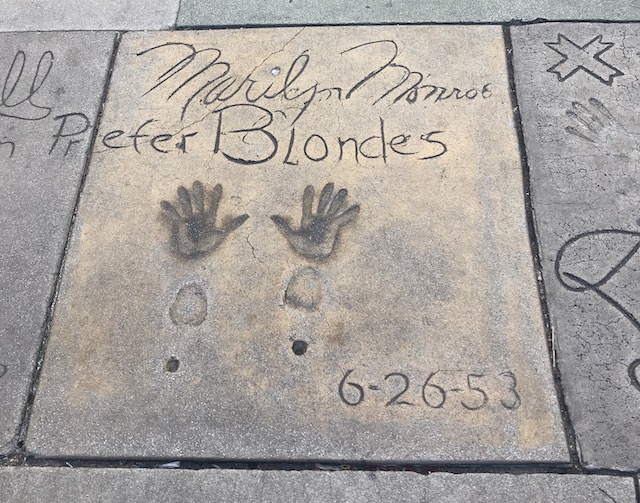 Marilyn Monroe
n Prefer Blondes
6-26-53